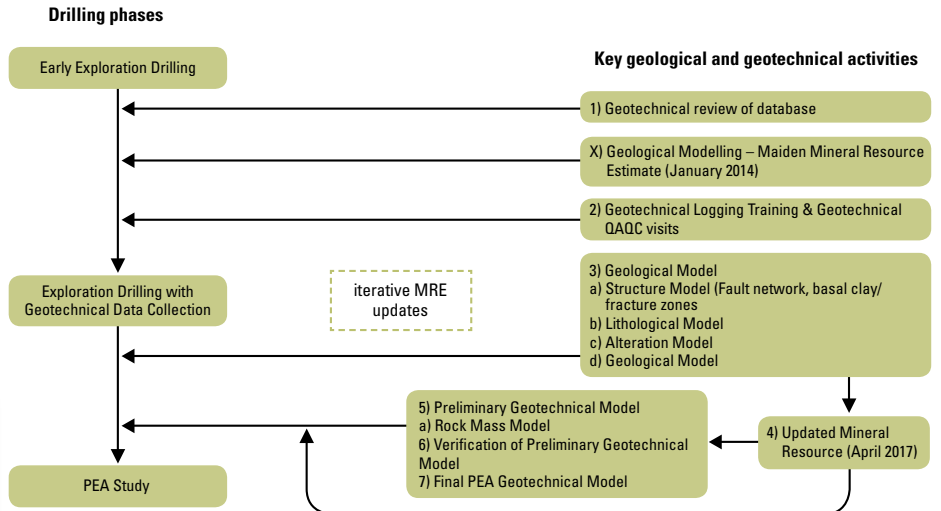 Drilling phases
Early Exploration Drilling
Key geological and geotechnical activities
1) Geotechnical review of database
X) Geological Modelling – Maiden Mineral Resource
Estimate (January 2014)
2) Geotechnical Logging Training & Geotechnical
QAQC visits
Exploration Drilling with
Geotechnical Data Collection
iterative MRE
updates
3) Geological Model
a) Structure Model (Fault network, basal clay/
fracture zones
b) Lithological Model
c) Alteration Model
d) Geological Model
5) Preliminary Geotechnical Model
a) Rock Mass Model
6) Verification of Preliminary Geotechnical
Model
7) Final PEA Geotechnical Model
4) Updated Mineral
Resource (April 2017)
PEA Study